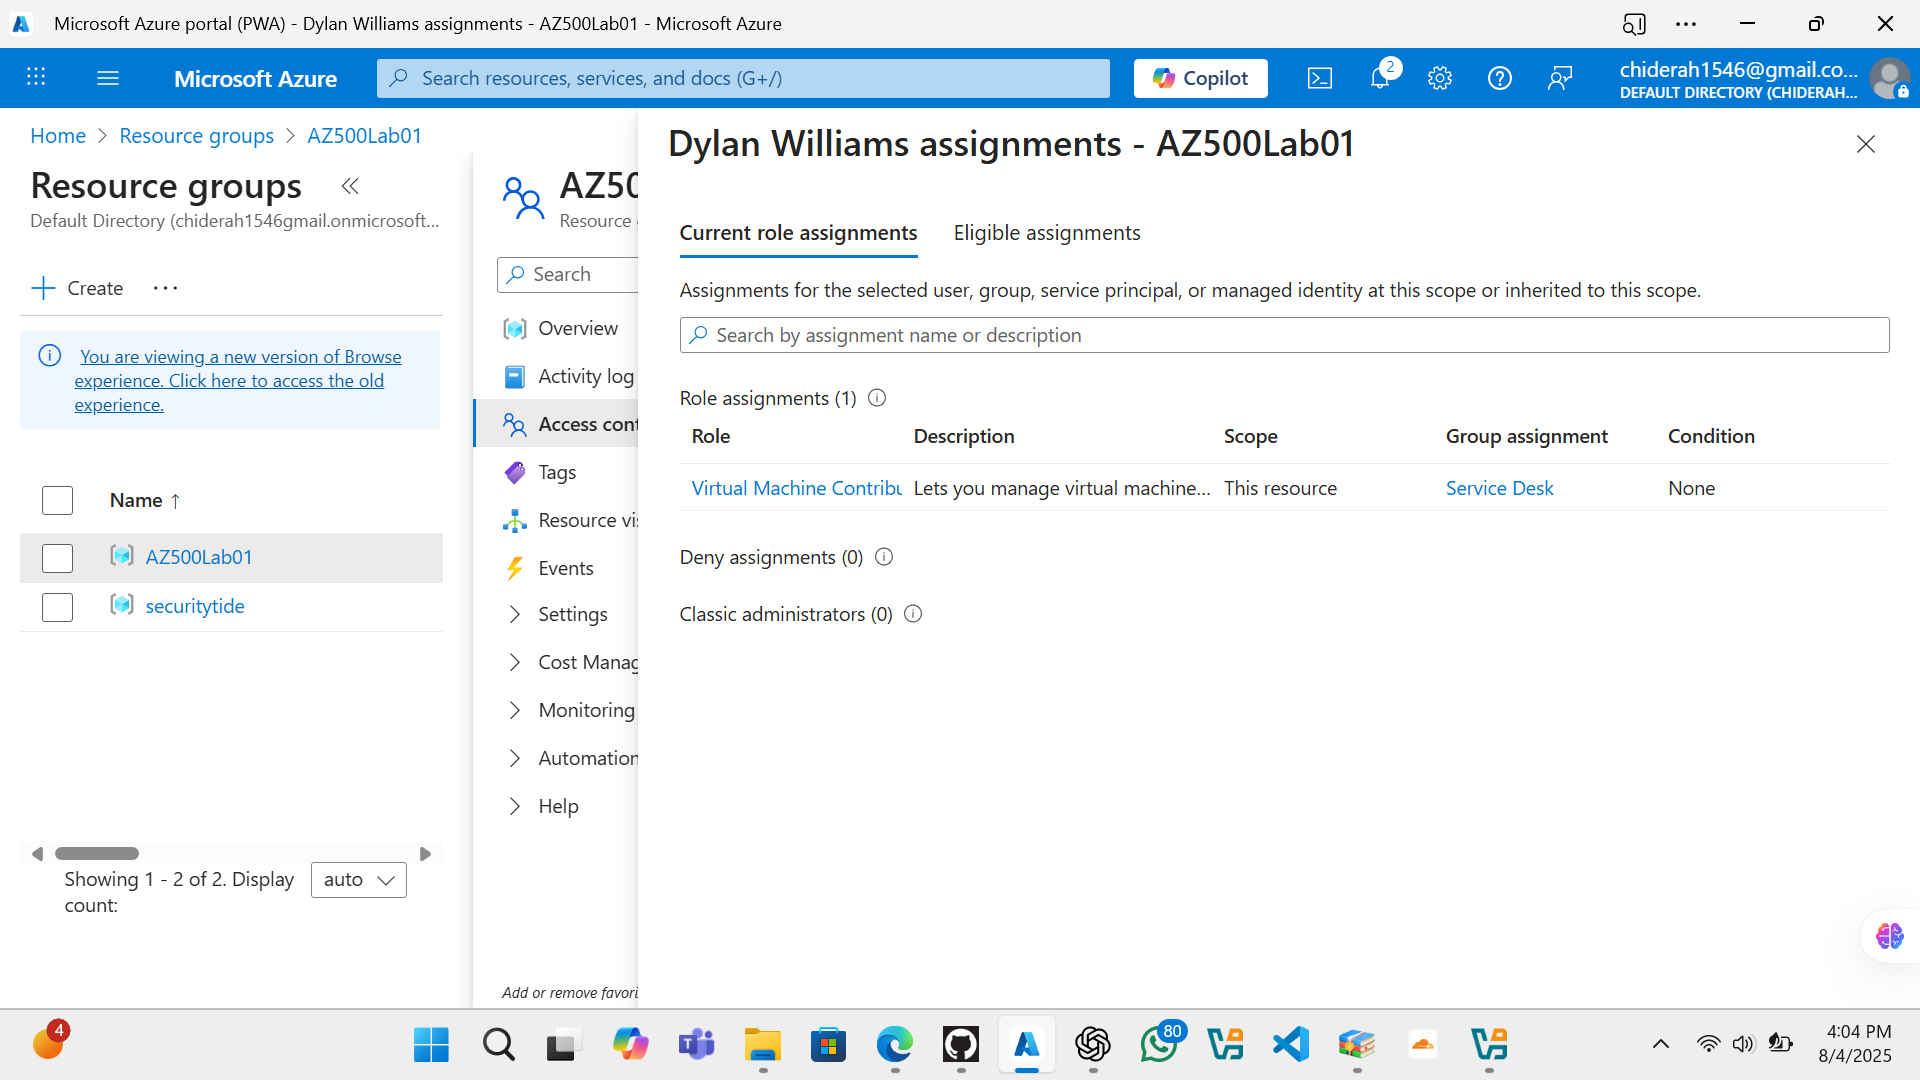 Microsoft Azure portal (PWA) - Dylan Williams assignments - AZ500Lab01 - Microsoft Azure
Microsoft Azure
Search resources, services, and docs (G+/)
Copilot
2
chiderah1546@gmail.co...
DEFAULT DIRECTORY (CHIDERAH...
Home > Resource groups > AZ500Lab01
Resource groups
Default Directory (chiderah1546gmail.onmicrosoft...
Create
You are viewing a new version of Browse
experience. Click here to access the old
experience.
Name ↑
AZ500Lab01
securitytide
Showing 1 - 2 of 2. Display
count:
auto
AZ50
Resource
Search
Overview
Activity log
Access cont
Tags
Resource vis
Events
Settings
Cost Manag
Monitoring
Automation
Help
Add or remove favori
Dylan Williams assignments - AZ500Lab01
Current role assignments
Eligible assignments
Assignments for the selected user, group, service principal, or managed identity at this scope or inherited to this scope.
Search by assignment name or description
Role assignments (1)
Role Description Scope Group assignment Condition
Virtual Machine Contribu Lets you manage virtual machine... This resource Service Desk None
Deny assignments (0)
Classic administrators (0)
4
80
4:04 PM
8/4/2025